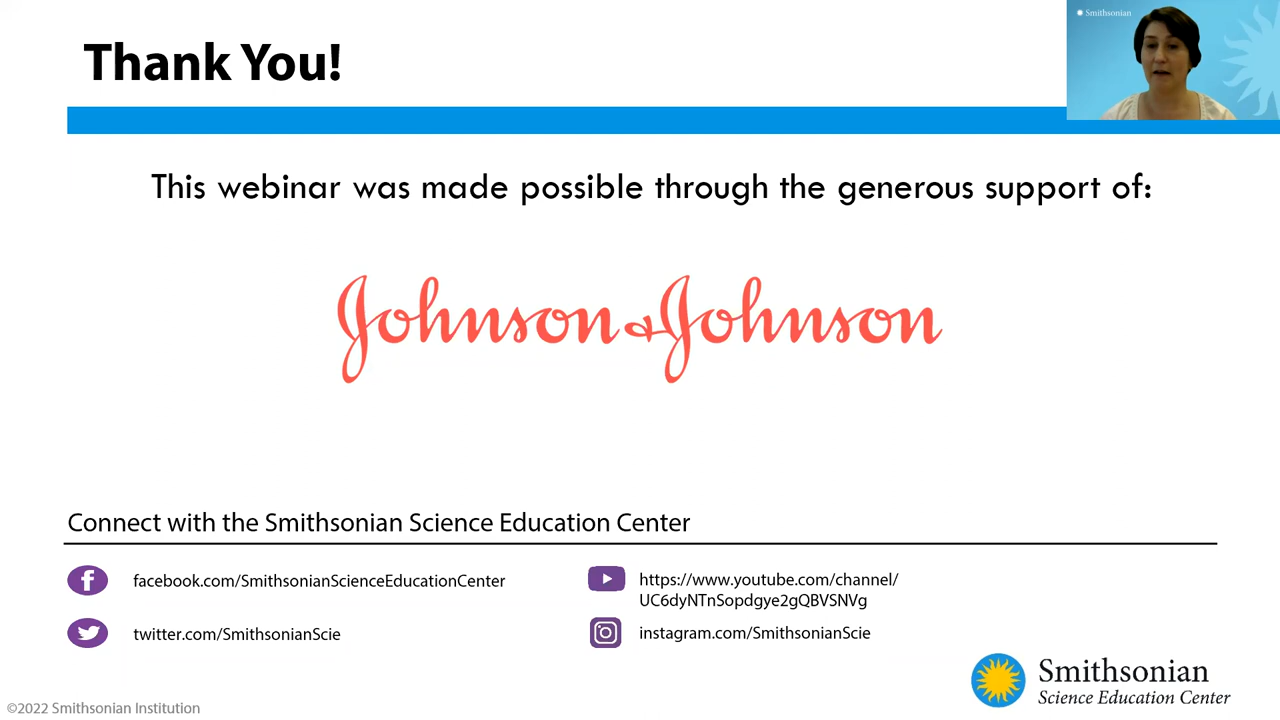 Thank You!
Smithsonian
This webinar was made possible through the generous support of:
Johnson & Johnson
Connect with the Smithsonian Science Education Center
facebook.com/SmithsonianScienceEducationCenter
https://www.youtube.com/channel/
UC6dyNTnSopdgye2gQBVSNVg
twitter.com/SmithsonianScie
instagram.com/SmithsonianScie
Smithsonian
Science Education Center
©2022 Smithsonian Institution